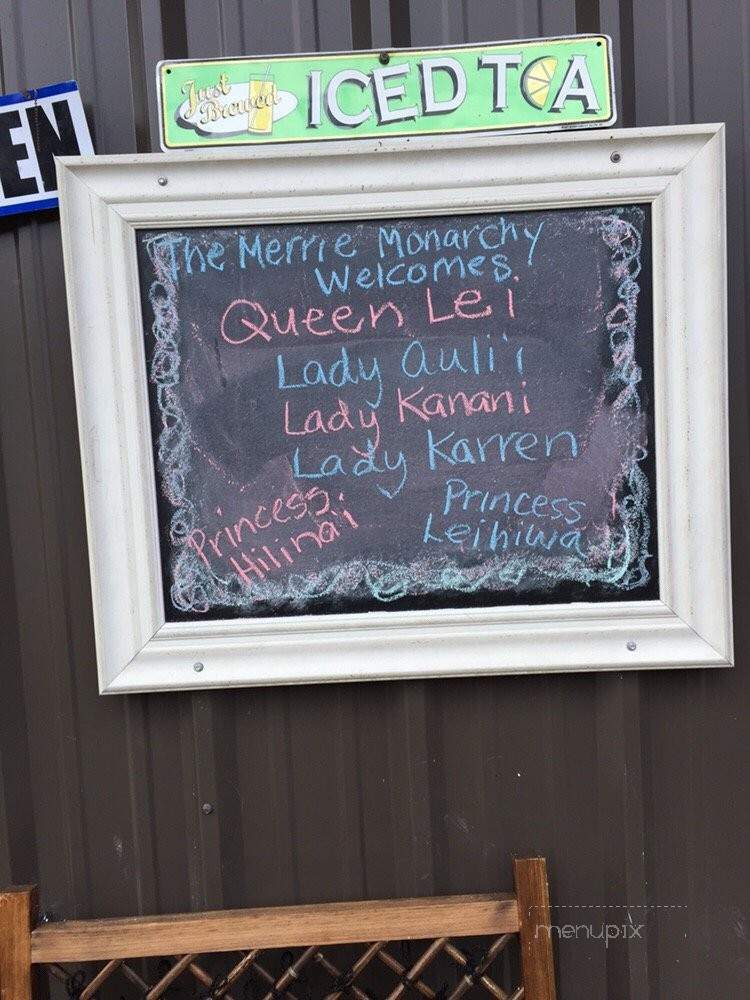 Just
Brewed
ICED TEA
EN
The Merrie Monarchy
Welcomes
Queen Lei
Lady Auli'i
Lady Kanani
Lady Karren
Princess
Hilinai
Princess
Leihiwa
menupix